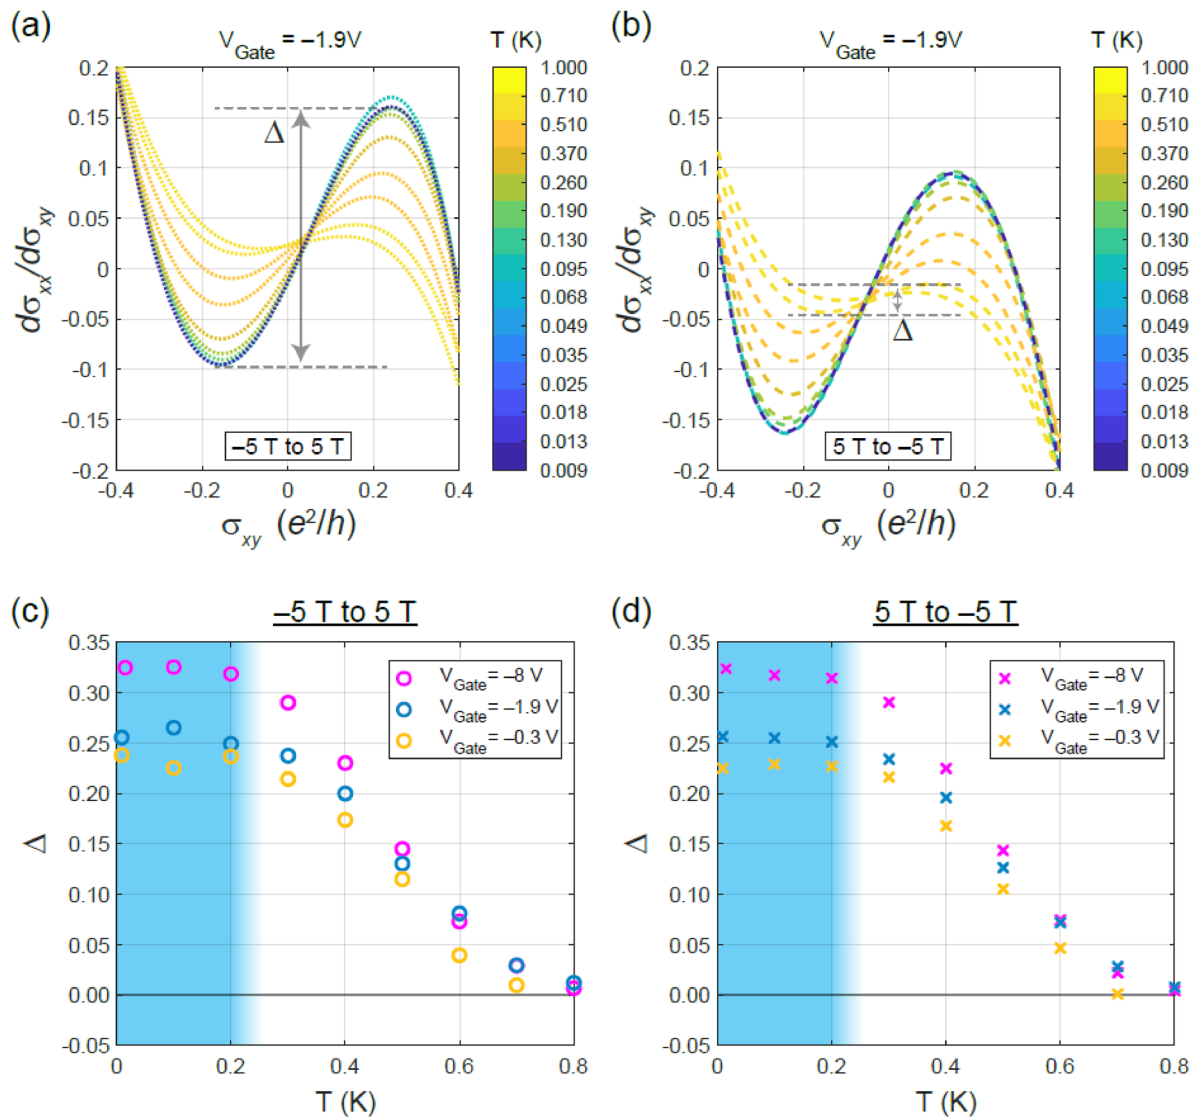 (a)
V_Gate = –1.9V
T (K)
0.2
0.15
0.1
0.05
0
-0.05
-0.1
-0.15
-0.2
dσ_xx/dσ_xy
Δ
–5 T to 5 T
-0.4 -0.2 0 0.2 0.4
σ_xy (e²/h)
1.000
0.710
0.510
0.370
0.260
0.190
0.130
0.095
0.068
0.049
0.035
0.025
0.018
0.013
0.009
(b)
V_Gate = –1.9V
T (K)
0.2
0.15
0.1
0.05
0
-0.05
-0.1
-0.15
-0.2
dσ_xx/dσ_xy
Δ
5 T to –5 T
-0.4 -0.2 0 0.2 0.4
σ_xy (e²/h)
1.000
0.710
0.510
0.370
0.260
0.190
0.130
0.095
0.068
0.049
0.035
0.025
0.018
0.013
0.009
(c)
–5 T to 5 T
0.35
0.30
0.25
0.20
0.15
0.10
0.05
0.00
-0.05
Δ
V_Gate = –8 V
V_Gate = –1.9 V
V_Gate = –0.3 V
0 0.2 0.4 0.6 0.8
T (K)
(d)
5 T to –5 T
0.35
0.30
0.25
0.20
0.15
0.10
0.05
0.00
-0.05
Δ
V_Gate = –8 V
V_Gate = –1.9 V
V_Gate = –0.3 V
0 0.2 0.4 0.6 0.8
T (K)